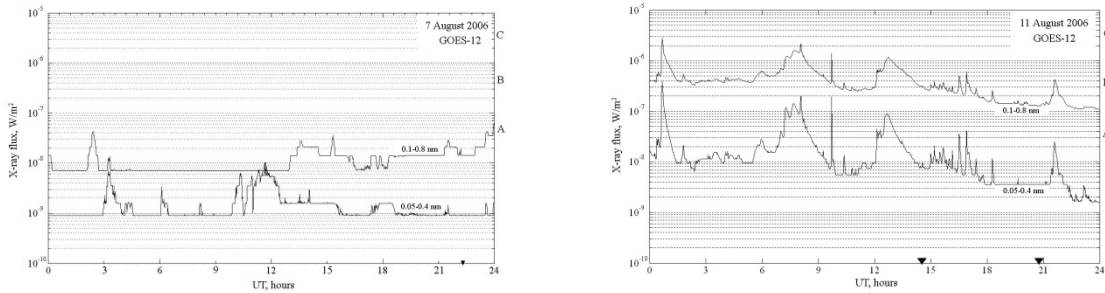 7 August 2006
GOES-12
C
B
A
10⁻⁵
10⁻⁶
10⁻⁷
10⁻⁸
10⁻⁹
10⁻¹⁰
X-ray flux, W/m²
0.1-0.8 nm
0.05-0.4 nm
0 3 6 9 12 15 18 21 24
UT, hours
11 August 2006
GOES-12
10⁻⁵
10⁻⁶
10⁻⁷
10⁻⁸
10⁻⁹
10⁻¹⁰
X-ray flux, W/m²
0.1-0.8 nm
0.05-0.4 nm
0 3 6 9 12 15 18 21 24
UT, hours